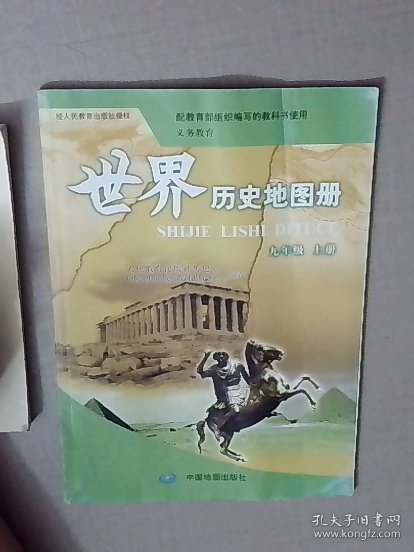 经人民教育出版社授权
配教育部组织编写的教科书使用
义务教育
世界
历史地图册
SHIJIE LISHI DITU CE
九年级 上册
中国地图出版社
孔夫子旧书网
www.kongfz.com